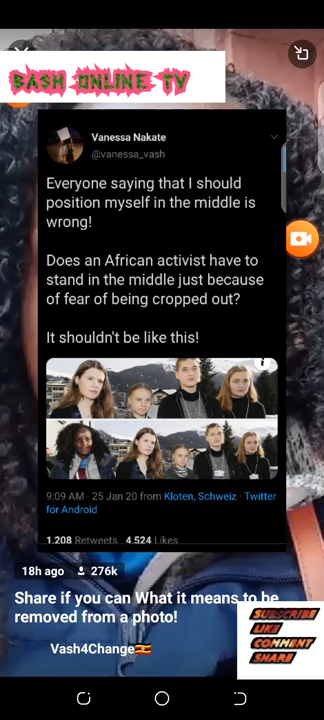 BASH ONLINE TV
Vanessa Nakate
@vanessa_vash
Everyone saying that I should
position myself in the middle is
wrong!
Does an African activist have to
stand in the middle just because
of fear of being cropped out?
It shouldn't be like this!
9:09 AM · 25 Jan 20 from Kloten, Schweiz · Twitter
for Android
1.208 Retweets 4.524 Likes
18h ago 276k
Share if you can What it means to be
removed from a photo!
Vash4Change🇺🇬
SUBSCRIBE
LIKE
COMMENT
SHARE